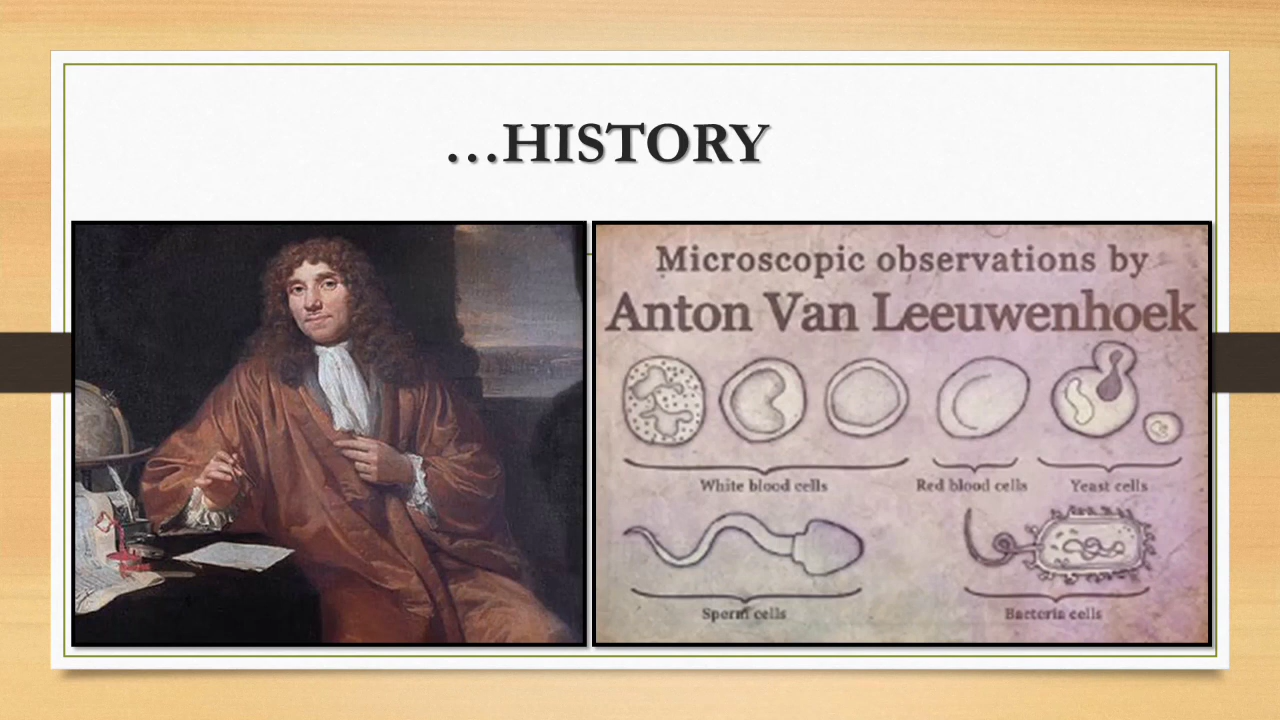 ...HISTORY
Microscopic observations by
Anton Van Leeuwenhoek
White blood cells
Red blood cells
Yeast cells
Sperm cells
Bacteria cells